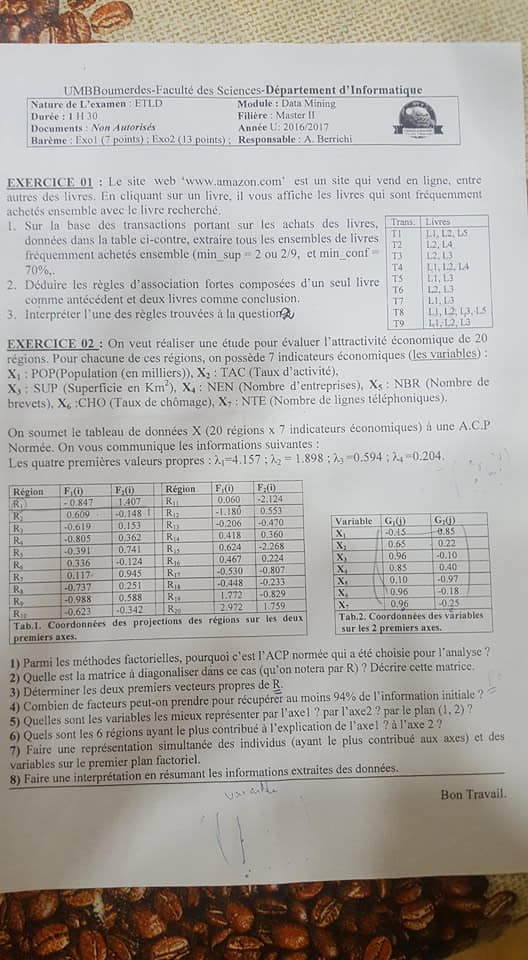 UMBBoumerdes-Faculté des Sciences-Département d'Informatique
Nature de L'examen : ETLD Module : Data Mining
Durée : 1 H 30 Filière : Master II
Documents : Non Autorisés Année U: 2016/2017
Barème : Exo1 (7 points) ; Exo2 (13 points) ; Responsable : A. Berrichi
EXERCICE 01 : Le site web 'www.amazon.com' est un site qui vend en ligne, entre
autres des livres. En cliquant sur un livre, il vous affiche les livres qui sont fréquemment
achetés ensemble avec le livre recherché.
1. Sur la base des transactions portant sur les achats des livres,
données dans la table ci-contre, extraire tous les ensembles de livres
fréquemment achetés ensemble (min_sup = 2 ou 2/9, et min_conf =
70%,.
2. Déduire les règles d'association fortes composées d'un seul livre
comme antécédent et deux livres comme conclusion.
3. Interpréter l'une des règles trouvées à la question 2
Trans. Livres
T1 L1, L2, L5
T2 L2, L4
T3 L2, L3
T4 L1, L2, L4
T5 L1, L3
T6 L2, L3
T7 L1, L3
T8 L1, L2, L3, L5
T9 L1, L2, L3
EXERCICE 02 : On veut réaliser une étude pour évaluer l'attractivité économique de 20
régions. Pour chacune de ces régions, on possède 7 indicateurs économiques (les variables) :
X₁ : POP(Population (en milliers)), X₂ : TAC (Taux d'activité),
X₃ : SUP (Superficie en Km²), X₄ : NEN (Nombre d'entreprises), X₅ : NBR (Nombre de
brevets), X₆ :CHO (Taux de chômage), X₇ : NTE (Nombre de lignes téléphoniques).
On soumet le tableau de données X (20 régions x 7 indicateurs économiques) à une A.C.P
Normée. On vous communique les informations suivantes :
Les quatre premières valeurs propres : λ₁=4.157 ; λ₂ = 1.898 ; λ₃ =0.594 ; λ₄ =0.204.
Région F₁(i) F₂(i) Région F₁(i) F₂(i)
R₁ - 0.847 1.407 R₁₁ 0.060 -2.124
R₂ 0.609 -0.148 R₁₂ -1.180 0.553
R₃ -0.619 0.153 R₁₃ -0.206 -0.470
R₄ -0.805 0.362 R₁₄ 0.418 0.360
R₅ -0.391 0.741 R₁₅ 0.624 -2.268
R₆ 0.336 -0.124 R₁₆ 0.467 0.224
R₇ 0.117 0.945 R₁₇ -0.530 -0.807
R₈ -0.737 0.251 R₁₈ -0.448 -0.233
R₉ -0.988 0.588 R₁₉ 1.772 -0.829
R₁₀ -0.623 -0.342 R₂₀ 2.972 1.759
Tab.1. Coordonnées des projections des régions sur les deux
premiers axes.
Variable G₁(j) G₂(j)
X₁ -0.45 0.85
X₂ 0.65 0.22
X₃ 0.96 -0.10
X₄ 0.85 0.40
X₅ 0.10 -0.97
X₆ 0.96 -0.18
X₇ 0.96 -0.25
Tab.2. Coordonnées des variables
sur les 2 premiers axes.
1) Parmi les méthodes factorielles, pourquoi c'est l'ACP normée qui a été choisie pour l'analyse ?
2) Quelle est la matrice à diagonaliser dans ce cas (qu'on notera par R) ? Décrire cette matrice.
3) Déterminer les deux premiers vecteurs propres de R.
4) Combien de facteurs peut-on prendre pour récupérer au moins 94% de l'information initiale ?
5) Quelles sont les variables les mieux représenter par l'axe1 ? par l'axe2 ? par le plan (1, 2) ?
6) Quels sont les 6 régions ayant le plus contribué à l'explication de l'axe1 ? à l'axe 2 ?
7) Faire une représentation simultanée des individus (ayant le plus contribué aux axes) et des
variables sur le premier plan factoriel.
8) Faire une interprétation en résumant les informations extraites des données.
Bon Travail.